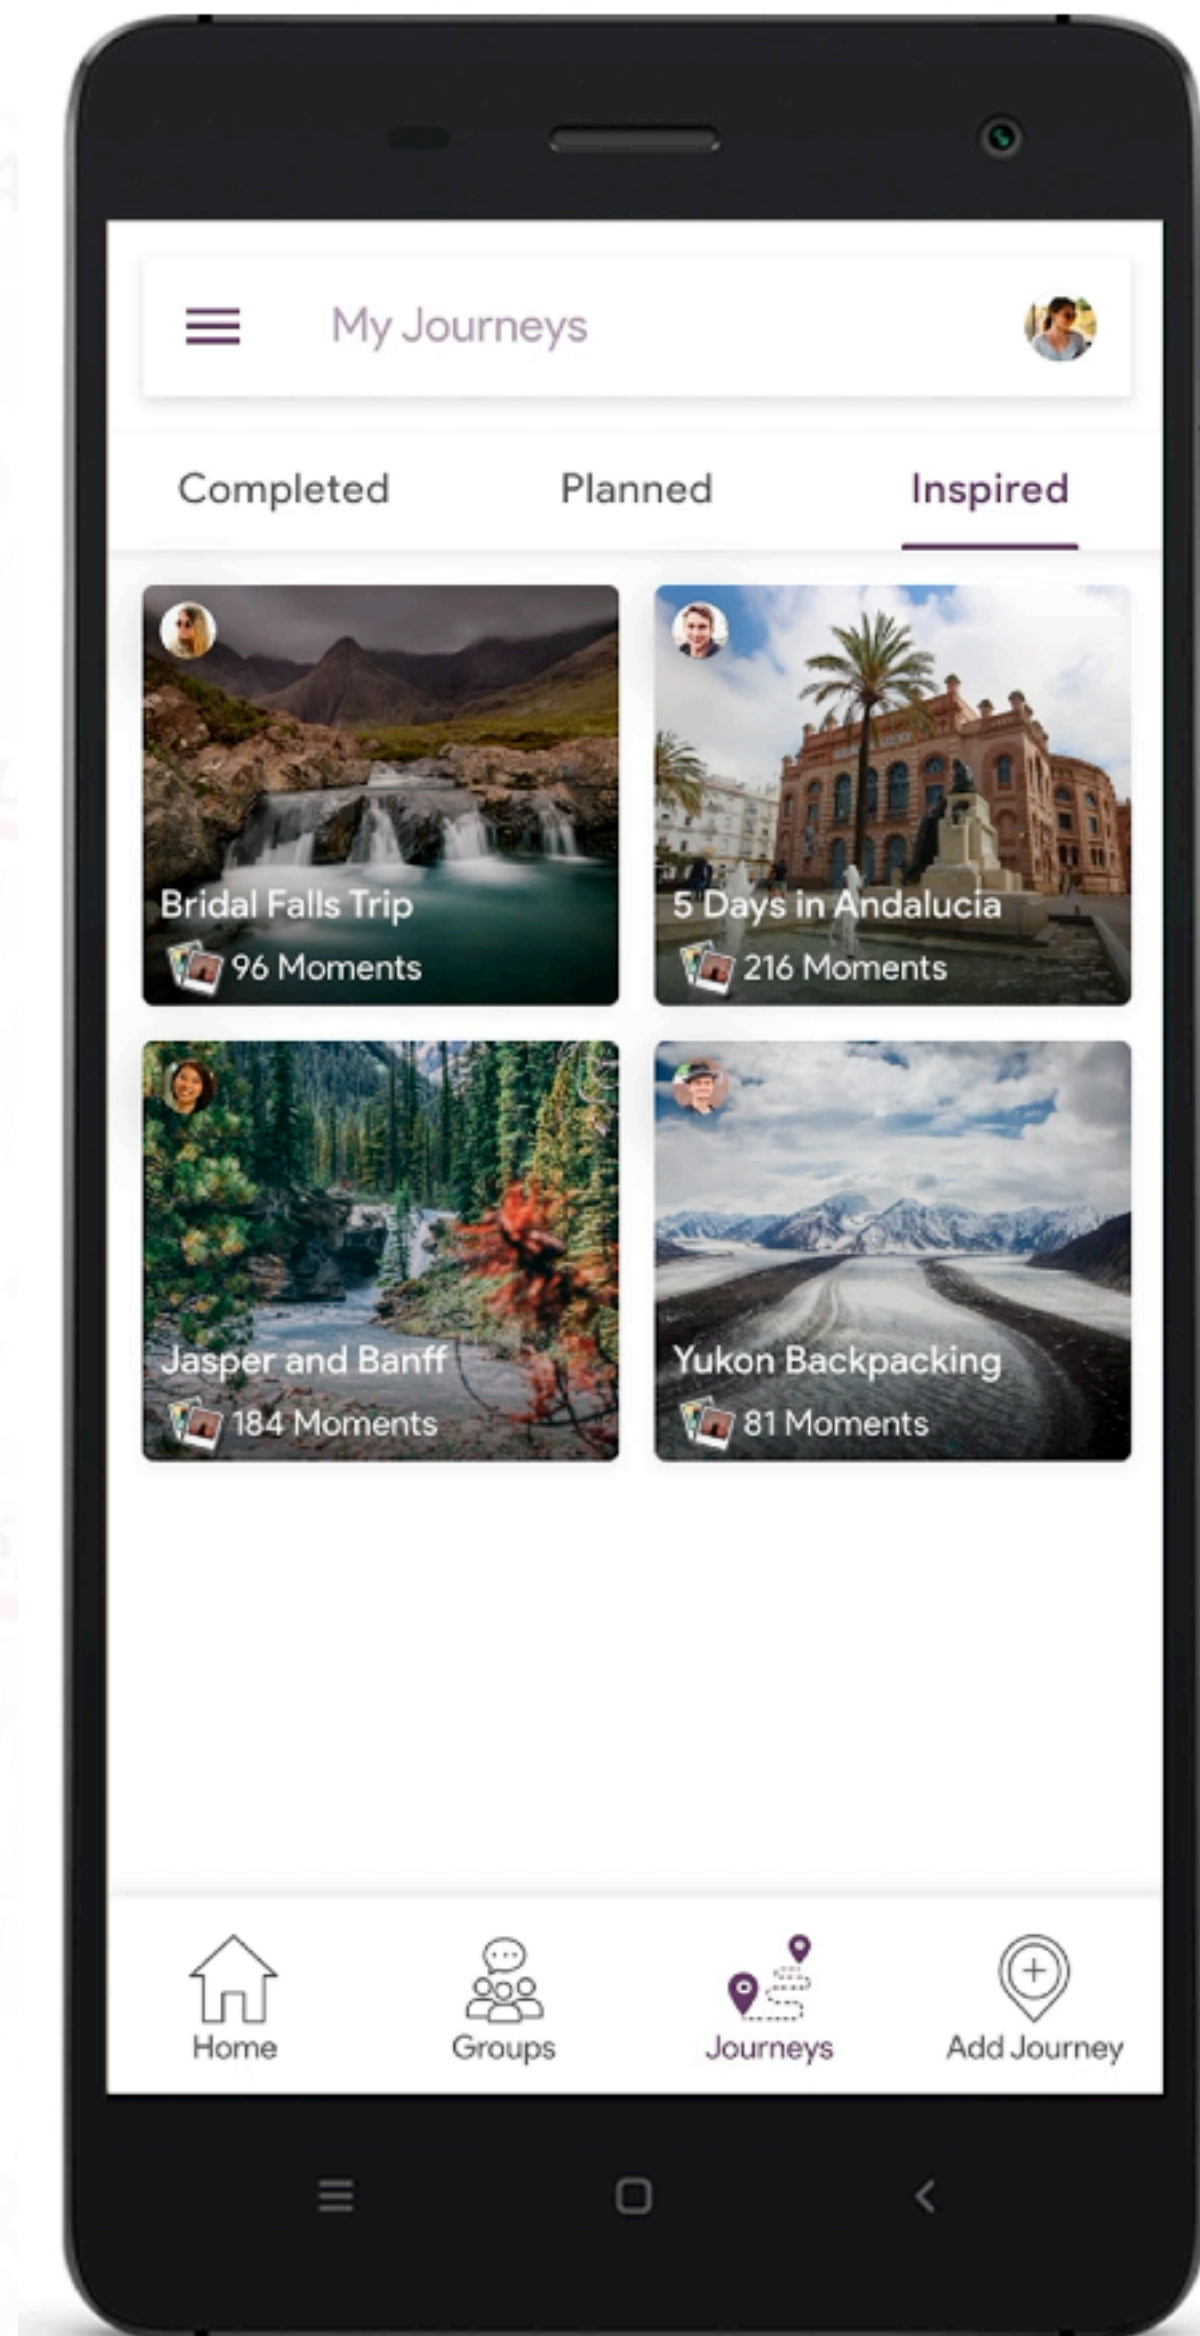 My Journeys
Completed Planned Inspired
Bridal Falls Trip
96 Moments
5 Days in Andalucia
216 Moments
Jasper and Banff
184 Moments
Yukon Backpacking
81 Moments
Home Groups Journeys Add Journey